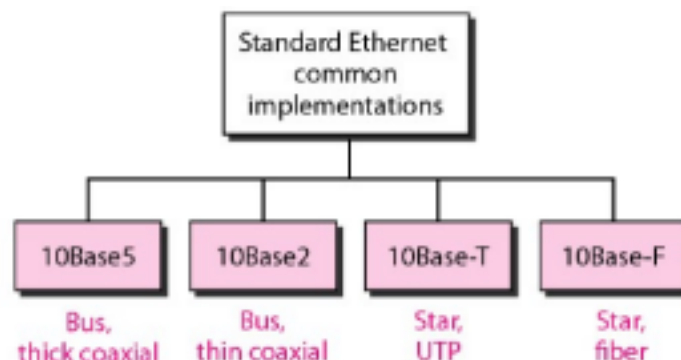 Standard Ethernet
common
implementations
10Base5
10Base2
10Base-T
10Base-F
Bus,
thick coaxial
Bus,
thin coaxial
Star,
UTP
Star,
fiber